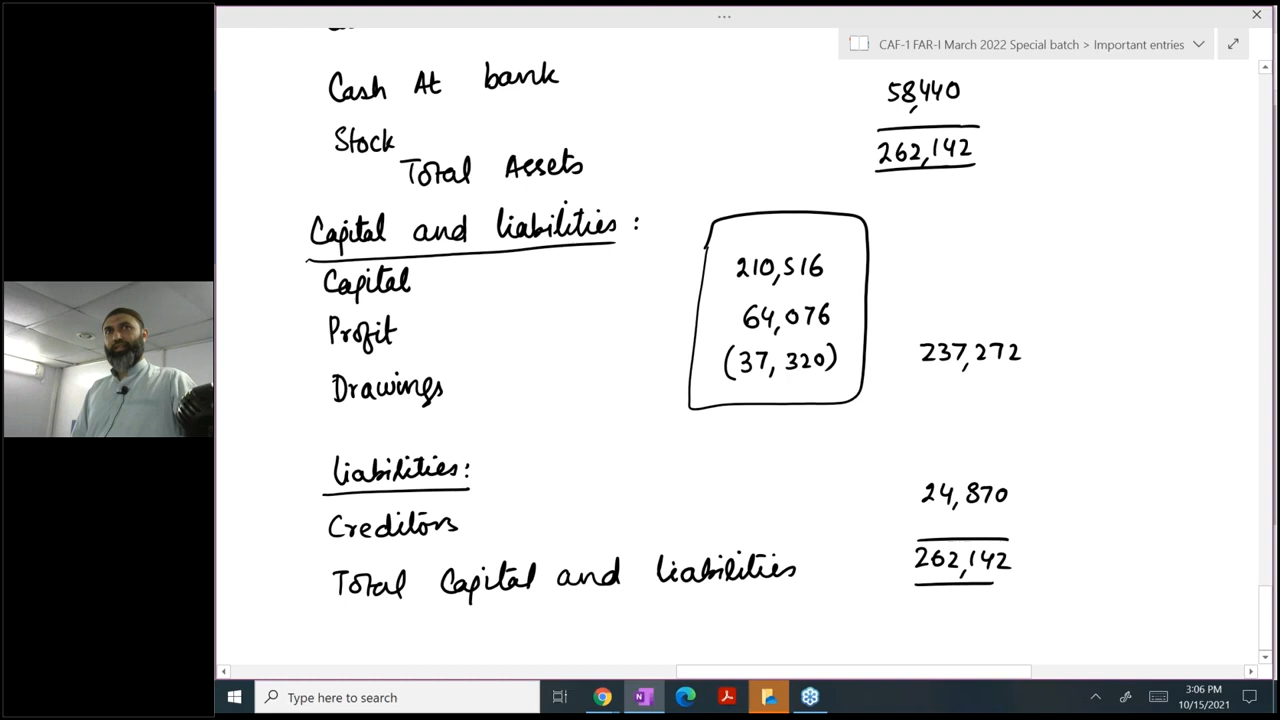 CAF-1 FAR-I March 2022 Special batch > Important entries
Cash At bank
58,440
Stock
Total Assets 262,142
Capital and liabilities :
Capital 210,516
Profit 64,076
Drawings (37,320) 237,272
Liabilities:
Creditors 24,870
Total Capital and liabilities 262,142
Type here to search
3:06 PM
10/15/2021